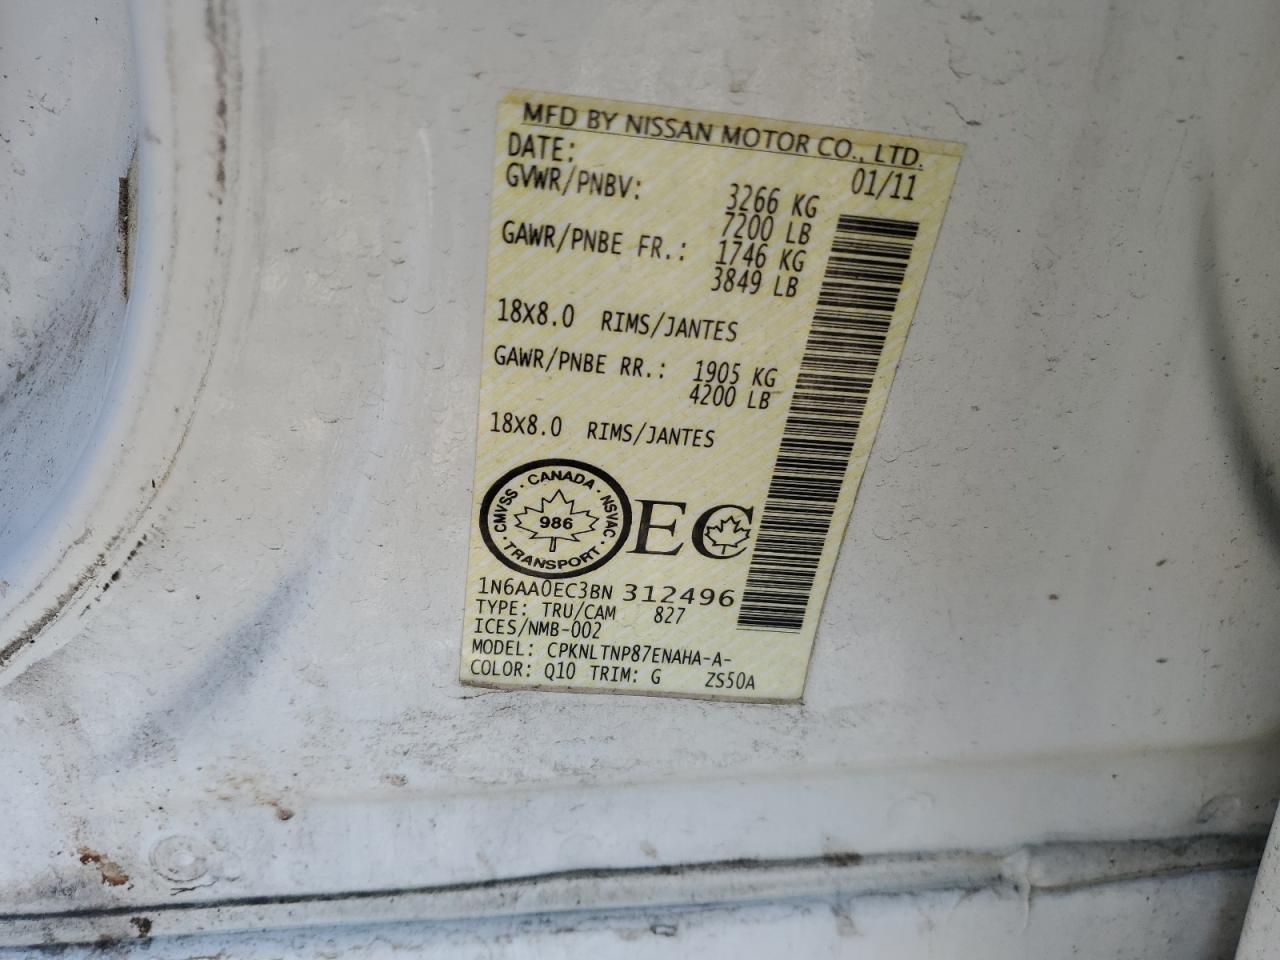 MFD BY NISSAN MOTOR CO., LTD.
DATE: 01/11
GVWR/PNBV: 3266 KG
7200 LB
GAWR/PNBE FR.: 1746 KG
3849 LB
18X8.0 RIMS/JANTES
GAWR/PNBE RR.: 1905 KG
4200 LB
18X8.0 RIMS/JANTES
CMVSS · CANADA · NSVAC · TRANSPORT ·
986
EC
1N6AA0EC3BN 312496
TYPE: TRU/CAM 827
ICES/NMB-002
MODEL: CPKNLTNP87ENAHA-A-
COLOR: Q10 TRIM: G ZS50A